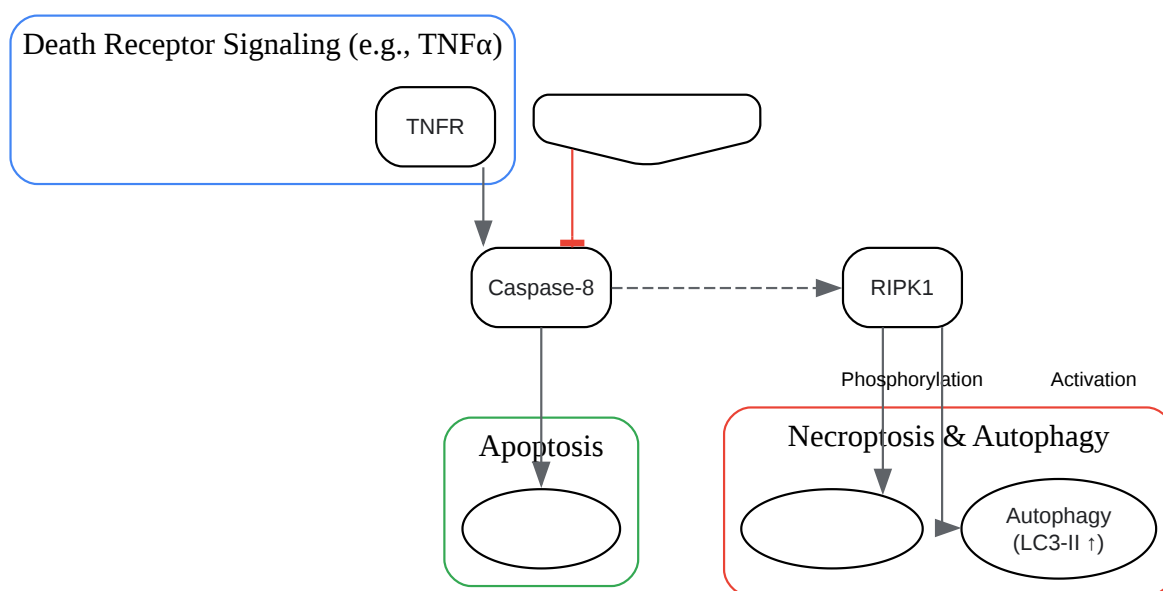 Death Receptor Signaling (e.g., TNFα)
TNFR
Caspase-8
RIPK1
Phosphorylation
Activation
Apoptosis
Necroptosis & Autophagy
Autophagy
(LC3-II ↑)